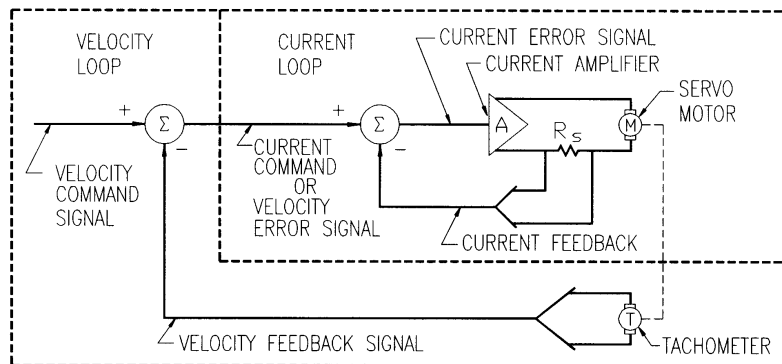 VELOCITY
LOOP
CURRENT
LOOP
CURRENT ERROR SIGNAL
CURRENT AMPLIFIER
SERVO
MOTOR
+
Σ
−
+
Σ
−
A
R_S
M
VELOCITY
COMMAND
SIGNAL
CURRENT
COMMAND
OR
VELOCITY
ERROR SIGNAL
CURRENT FEEDBACK
VELOCITY FEEDBACK SIGNAL
T
TACHOMETER